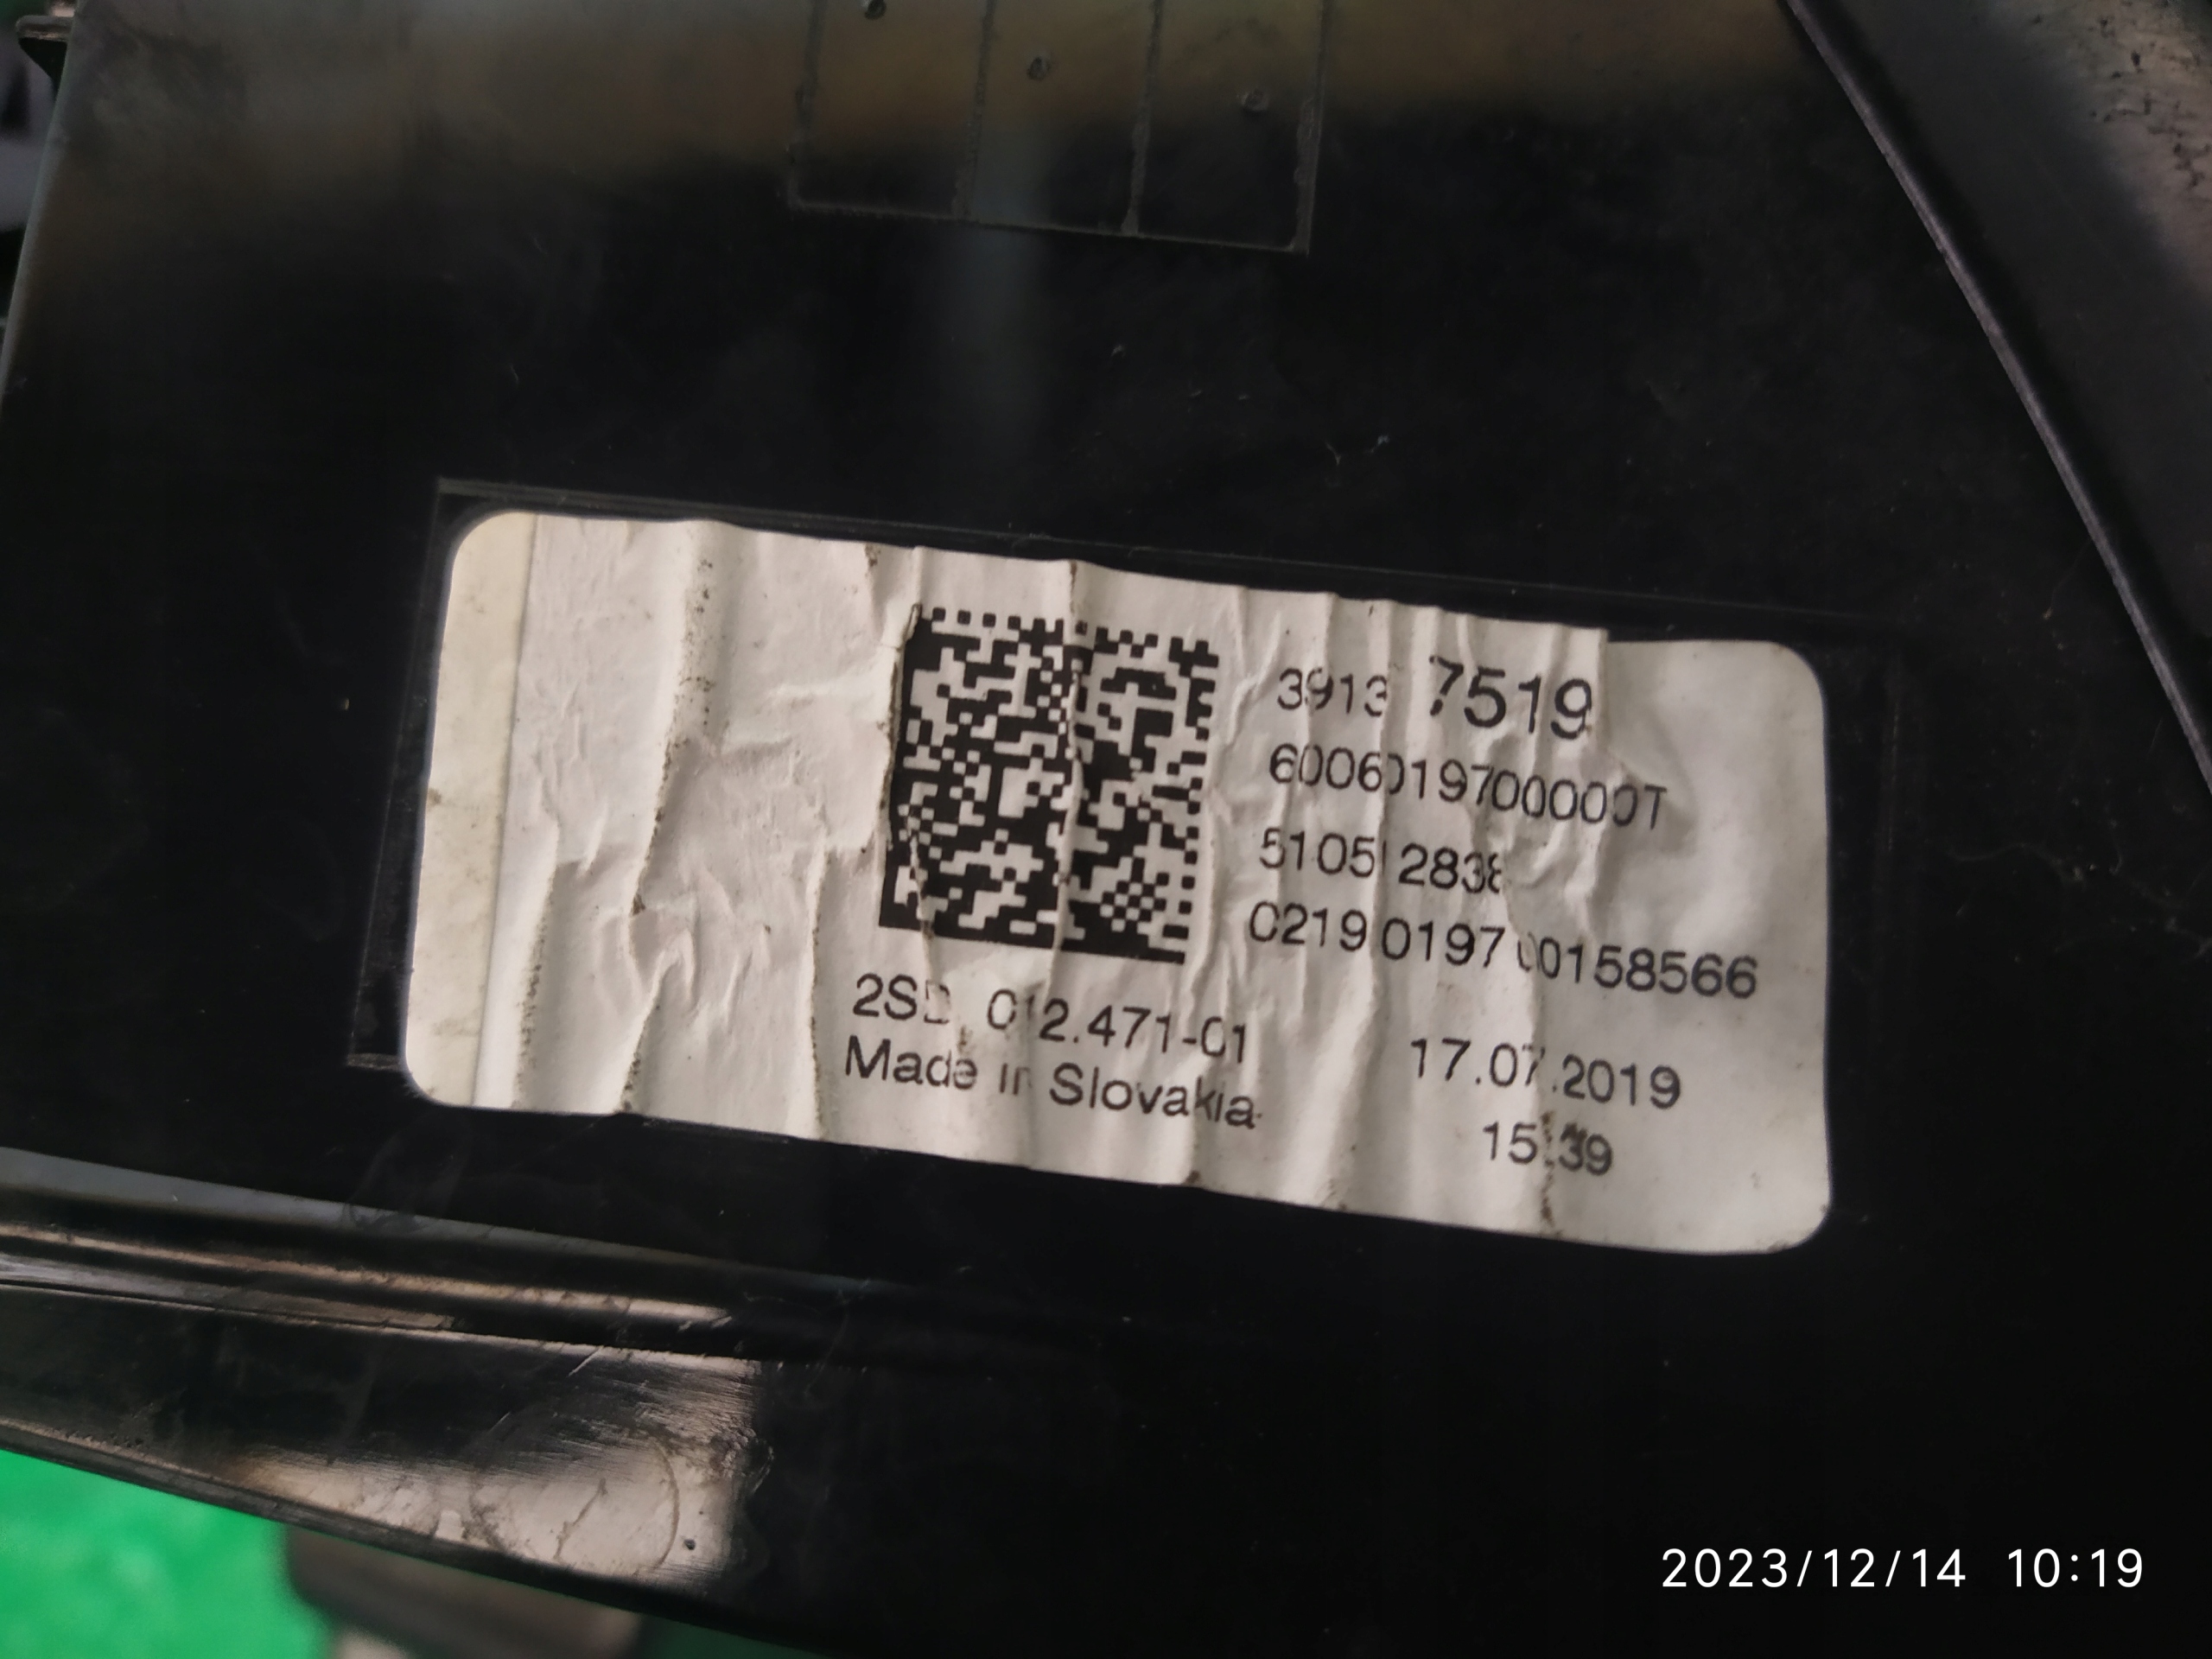 3913 7519
6006019700000T
5105 2838
0219 0197 00158566
2SD 012.471-01
Made in Slovakia
17.07.2019
15:39
2023/12/14 10:19